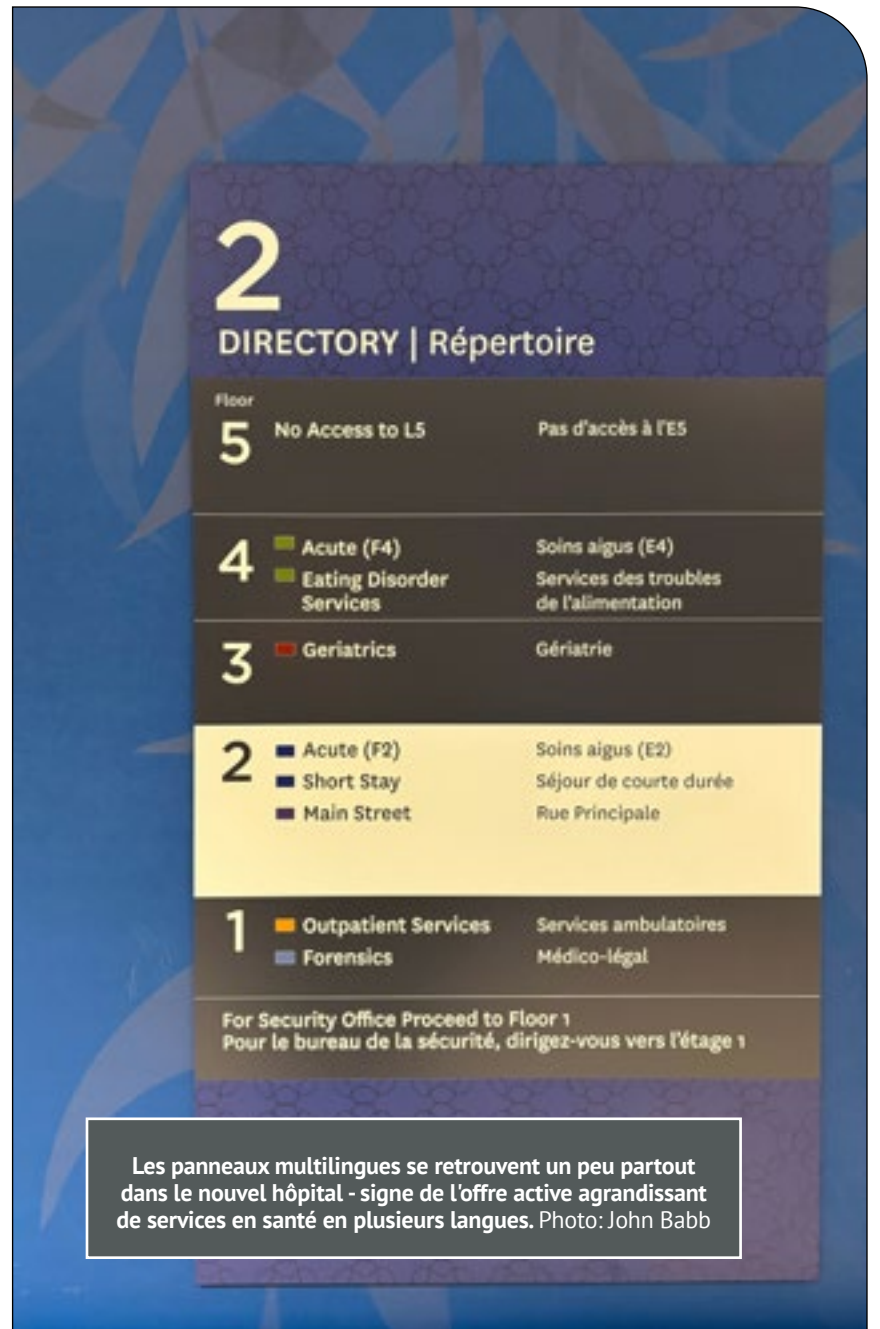 2
DIRECTORY | Répertoire
Floor
5 No Access to L5 Pas d'accès à l'E5
4 Acute (F4) Soins aigus (E4)
Eating Disorder Services des troubles
Services de l'alimentation
3 Geriatrics Gériatrie
2 Acute (F2) Soins aigus (E2)
Short Stay Séjour de courte durée
Main Street Rue Principale
1 Outpatient Services Services ambulatoires
Forensics Médico-légal
For Security Office Proceed to Floor 1
Pour le bureau de la sécurité, dirigez-vous vers l'étage 1
Les panneaux multilingues se retrouvent un peu partout
dans le nouvel hôpital - signe de l'offre active agrandissant
de services en santé en plusieurs langues. Photo: John Babb